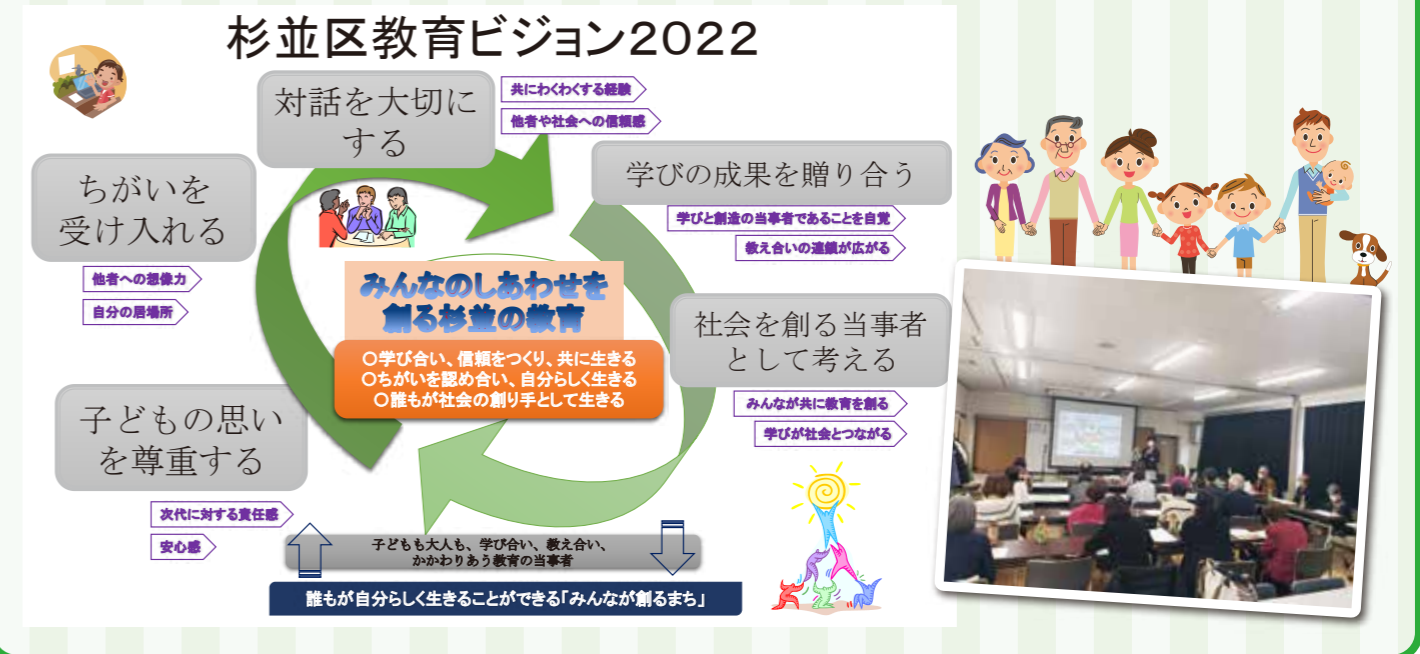 杉並区教育ビジョン2022
対話を大切に
する
共にわくわくする経験
他者や社会への信頼感
ちがいを
受け入れる
他者への想像力
自分の居場所
学びの成果を贈り合う
学びと創造の当事者であることを自覚
教え合いの連鎖が広がる
みんなのしあわせを
創る杉並の教育
○学び合い、信頼をつくり、共に生きる
○ちがいを認め合い、自分らしく生きる
○誰もが社会の創り手として生きる
社会を創る当事者
として考える
みんなが共に教育を創る
学びが社会とつながる
子どもの思い
を尊重する
次代に対する責任感
安心感
子どもも大人も、学び合い、教え合い、
かかわりあう教育の当事者
誰もが自分らしく生きることができる「みんなが創るまち」